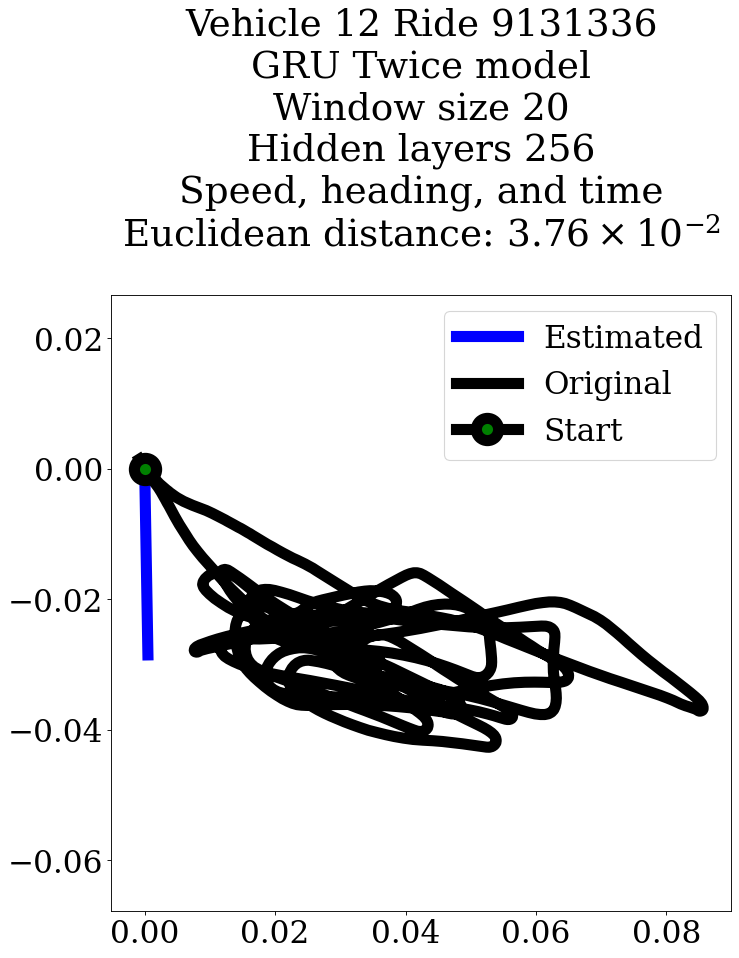 Vehicle 12 Ride 9131336
GRU Twice model
Window size 20
Hidden layers 256
Speed, heading, and time
Euclidean distance: 3.76 × 10⁻²
Estimated
Original
Start
0.02
0.00
−0.02
−0.04
−0.06
0.00 0.02 0.04 0.06 0.08